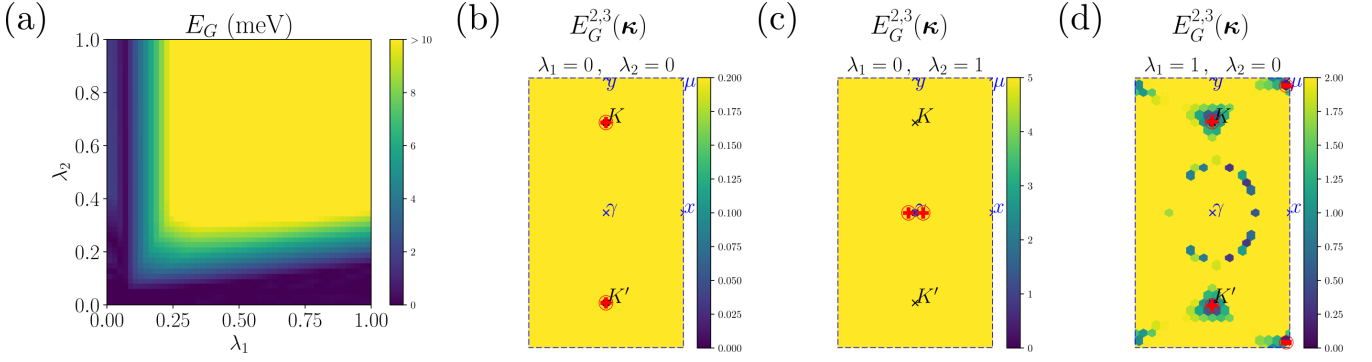 (a)
E_G (meV)
1.0
0.8
0.6
0.4
0.2
0.0
λ_2
0.00 0.25 0.50 0.75 1.00
λ_1
> 10
8
6
4
2
0
(b)
E_G^{2,3}(κ)
λ_1 = 0 , λ_2 = 0
y μ
K
γ x
K′
0.200
0.175
0.150
0.125
0.100
0.075
0.050
0.025
0.000
(c)
E_G^{2,3}(κ)
λ_1 = 0 , λ_2 = 1
y μ
K
γ x
K′
5
4
3
2
1
0
(d)
E_G^{2,3}(κ)
λ_1 = 1 , λ_2 = 0
y μ
K
γ x
K′
2.00
1.75
1.50
1.25
1.00
0.75
0.50
0.25
0.00